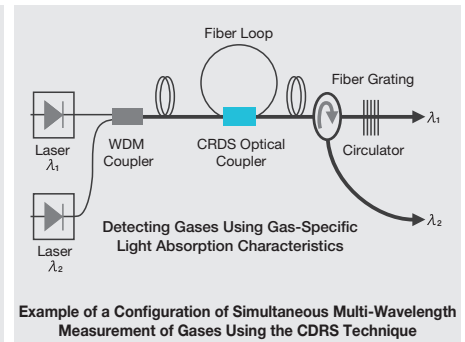 Fiber Loop
Fiber Grating
λ1
Laser
λ1
WDM
Coupler
CRDS Optical
Coupler
Circulator
λ2
Laser
λ2
Detecting Gases Using Gas-Specific
Light Absorption Characteristics
Example of a Configuration of Simultaneous Multi-Wavelength
Measurement of Gases Using the CDRS Technique